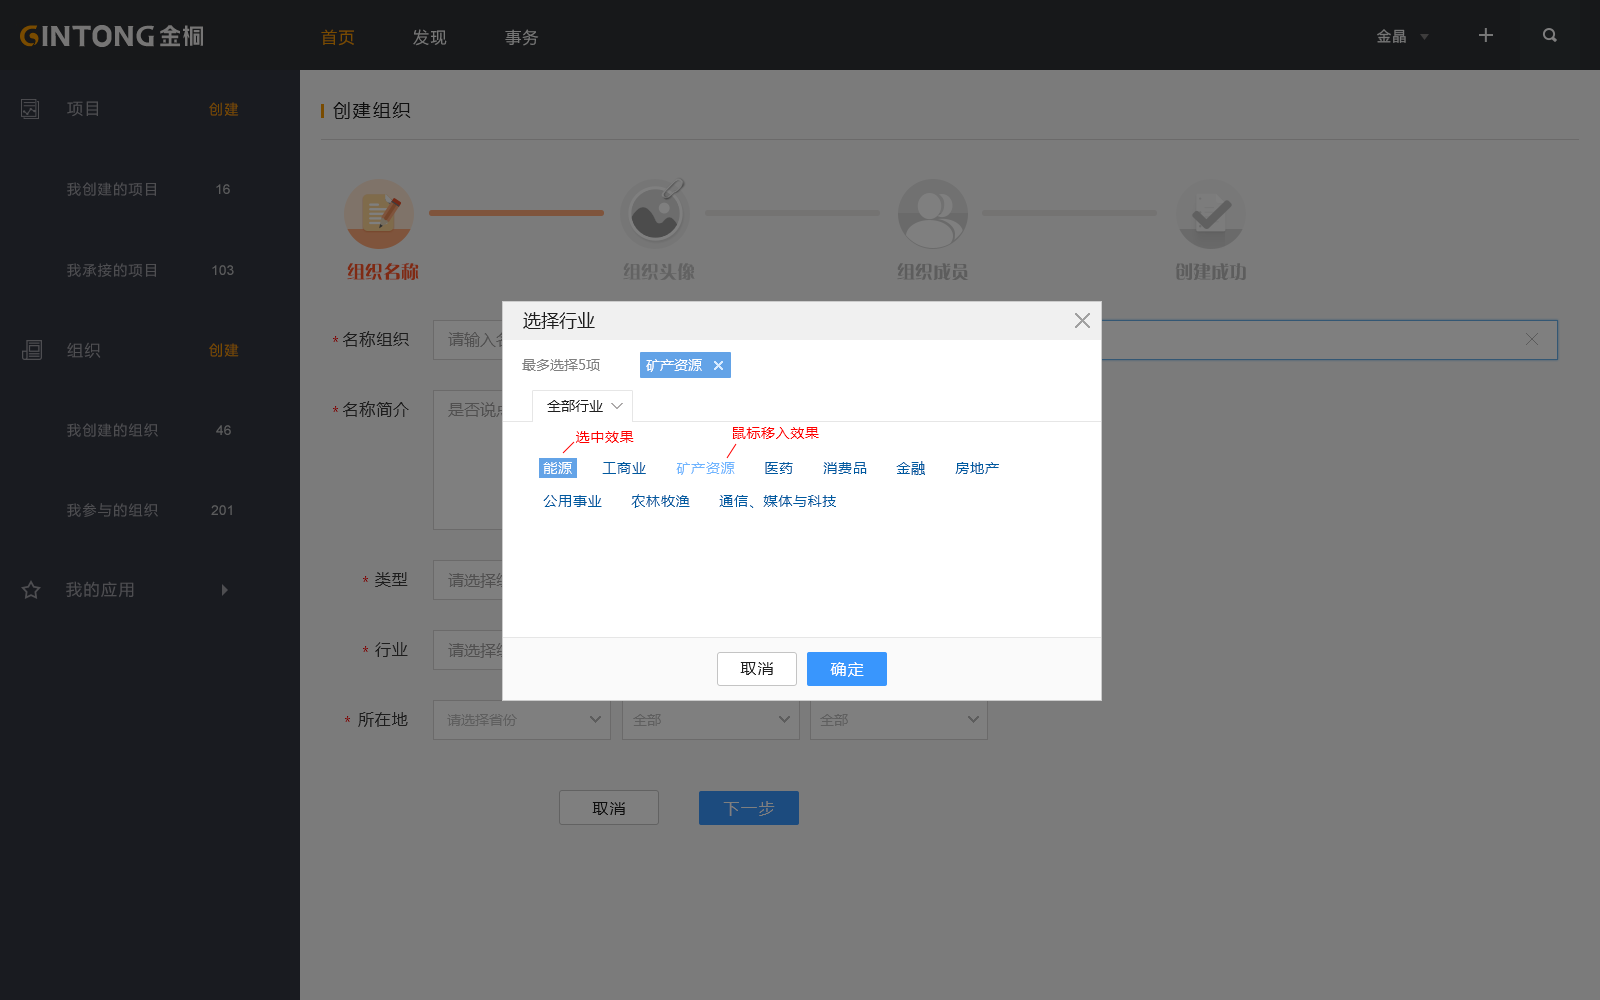 GINTONG金桐 首页 发现 事务 金晶
项目 创建
我创建的项目 16
我承接的项目 103
组织 创建
我创建的组织 46
我参与的组织 201
我的应用
创建组织
组织名称 组织头像 组织成员 创建成功
* 名称组织 请输入
* 名称简介 是否说
* 类型 请选择
* 行业 请选择
* 所在地 请选择省份 全部 全部
取消 下一步
选择行业
最多选择5项 矿产资源
全部行业
选中效果 鼠标移入效果
能源 工商业 矿产资源 医药 消费品 金融 房地产
公用事业 农林牧渔 通信、媒体与科技
取消 确定